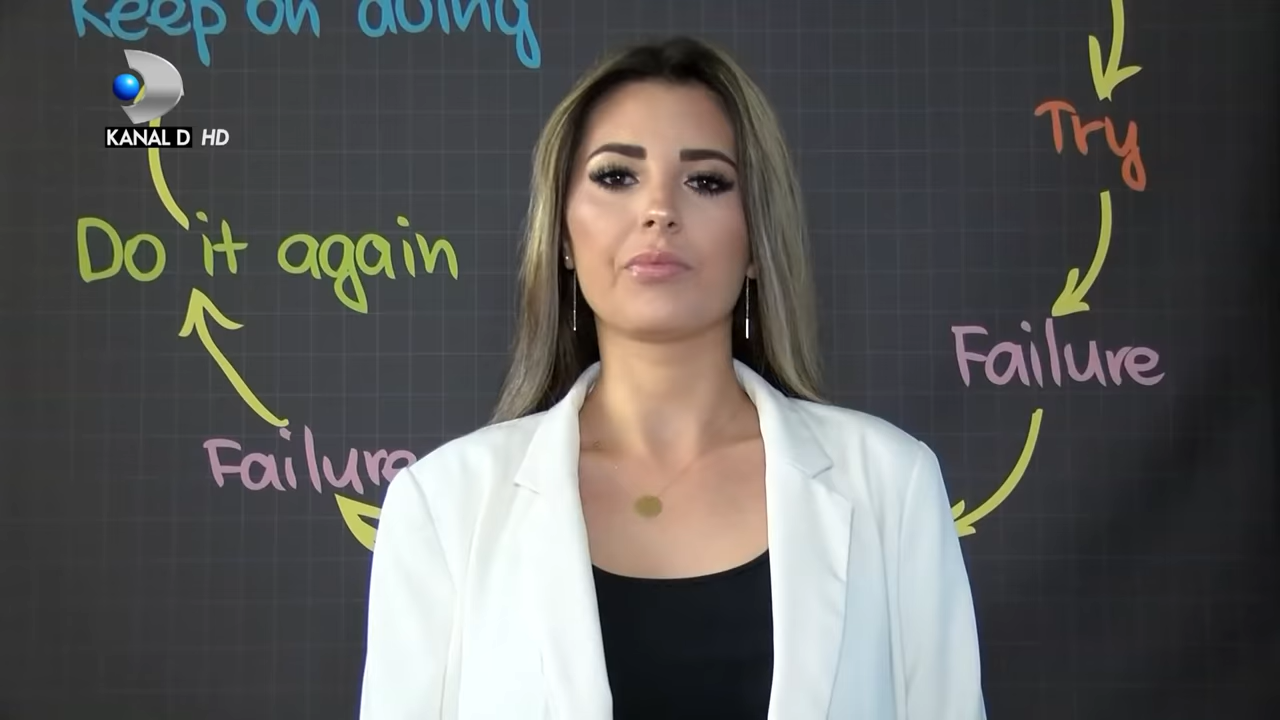 Keep on doing
KANAL D HD
Try
Do it again
Failure
Failure